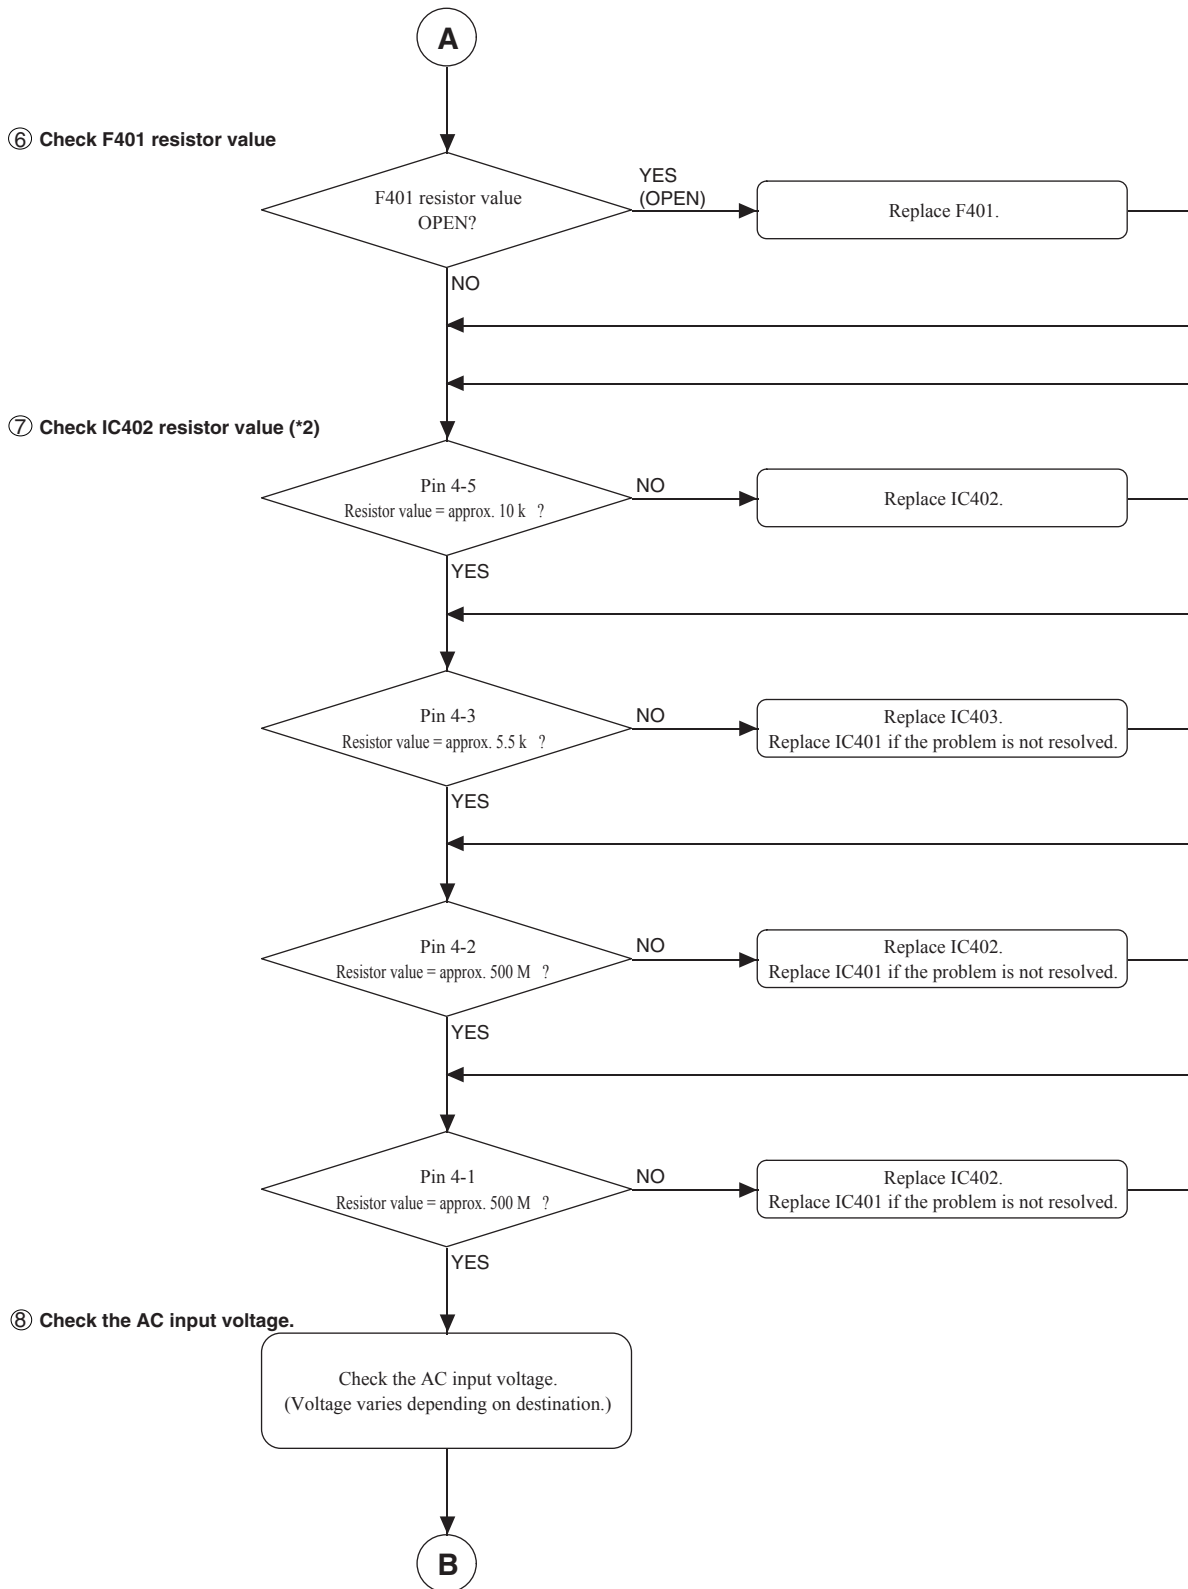 A
⑥ Check F401 resistor value
F401 resistor value
OPEN?
YES
(OPEN)
Replace F401.
NO
⑦ Check IC402 resistor value (*2)
Pin 4-5
Resistor value = approx. 10 k ?
NO
Replace IC402.
YES
Pin 4-3
Resistor value = approx. 5.5 k ?
NO
Replace IC403.
Replace IC401 if the problem is not resolved.
YES
Pin 4-2
Resistor value = approx. 500 M ?
NO
Replace IC402.
Replace IC401 if the problem is not resolved.
YES
Pin 4-1
Resistor value = approx. 500 M ?
NO
Replace IC402.
Replace IC401 if the problem is not resolved.
YES
⑧ Check the AC input voltage.
Check the AC input voltage.
(Voltage varies depending on destination.)
B